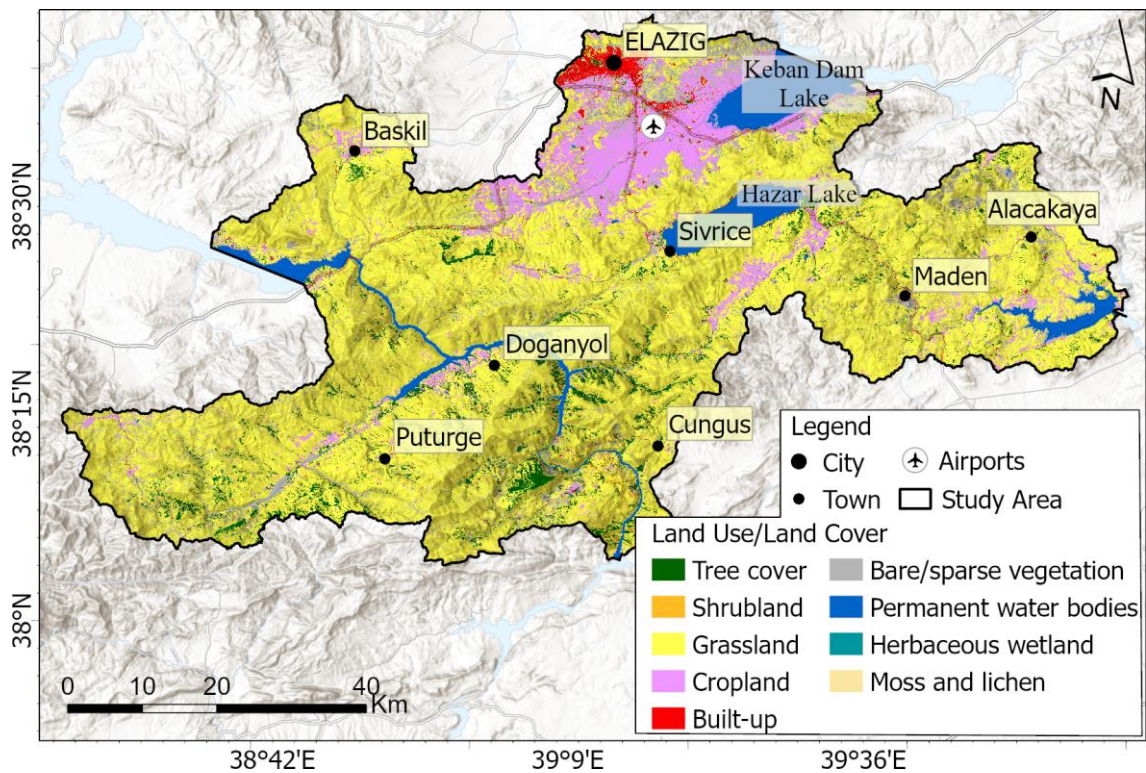 ELAZIG
Keban Dam
Lake
N
Baskil
38°30'N
Hazar Lake
Alacakaya
Sivrice
Maden
Doganyol
38°15'N
Puturge
Cungus
Legend
City
Airports
Town
Study Area
Land Use/Land Cover
Tree cover
Bare/sparse vegetation
Shrubland
Permanent water bodies
Grassland
Herbaceous wetland
Cropland
Moss and lichen
Built-up
38°N
0 10 20 40
Km
38°42'E 39°9'E 39°36'E